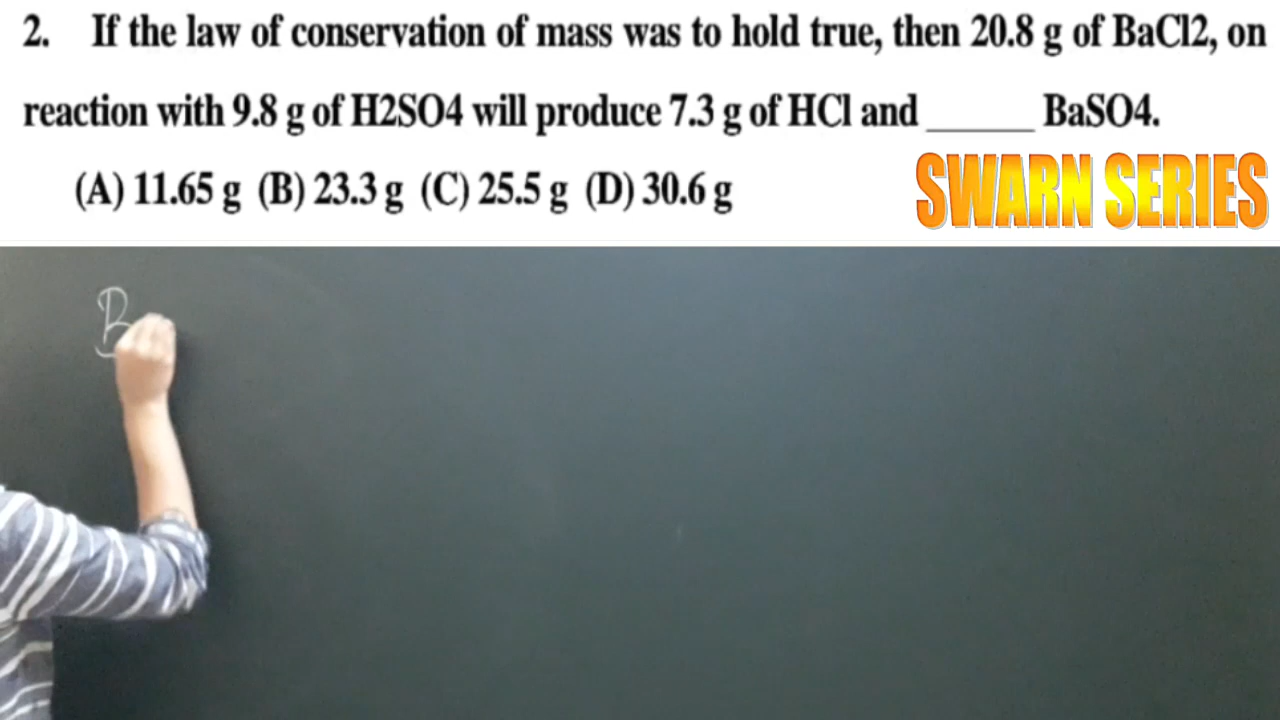 2. If the law of conservation of mass was to hold true, then 20.8 g of BaCl2, on
reaction with 9.8 g of H2SO4 will produce 7.3 g of HCl and ______ BaSO4.
(A) 11.65 g (B) 23.3 g (C) 25.5 g (D) 30.6 g
SWARN SERIES
B